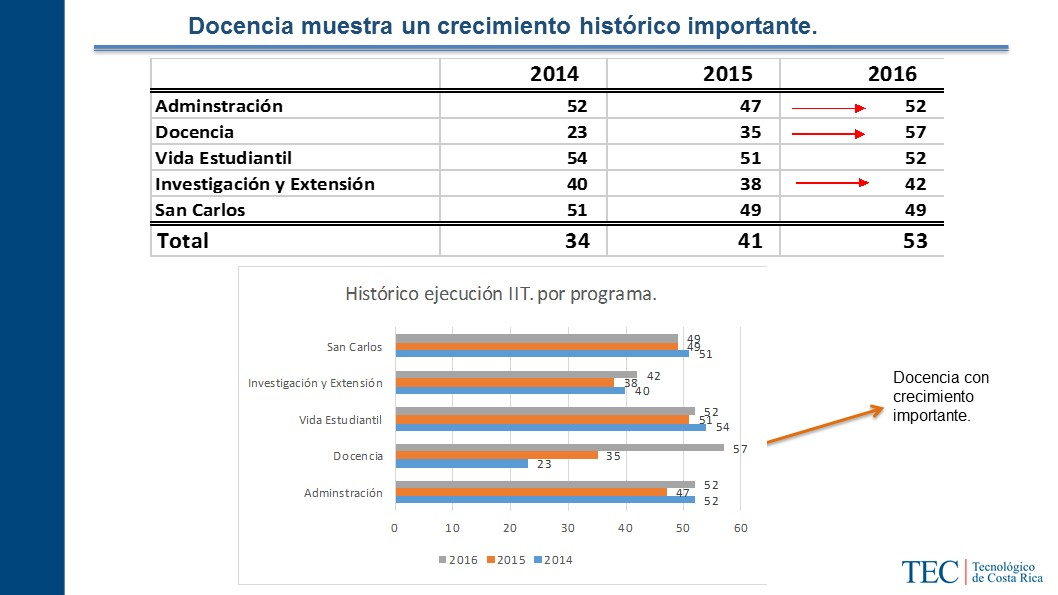 Docencia muestra un crecimiento histórico importante.
2014 2015 2016
Adminstración 52 47 52
Docencia 23 35 57
Vida Estudiantil 54 51 52
Investigación y Extensión 40 38 42
San Carlos 51 49 49
Total 34 41 53
Histórico ejecución IIT. por programa.
San Carlos 49 49 51
Investigación y Extensión 42 38 40
Vida Estudiantil 52 51 54
Docencia 57 35 23
Adminstración 52 47 52
0 10 20 30 40 50 60
2016 2015 2014
Docencia con
crecimiento
importante.
TEC Tecnológico
de Costa Rica